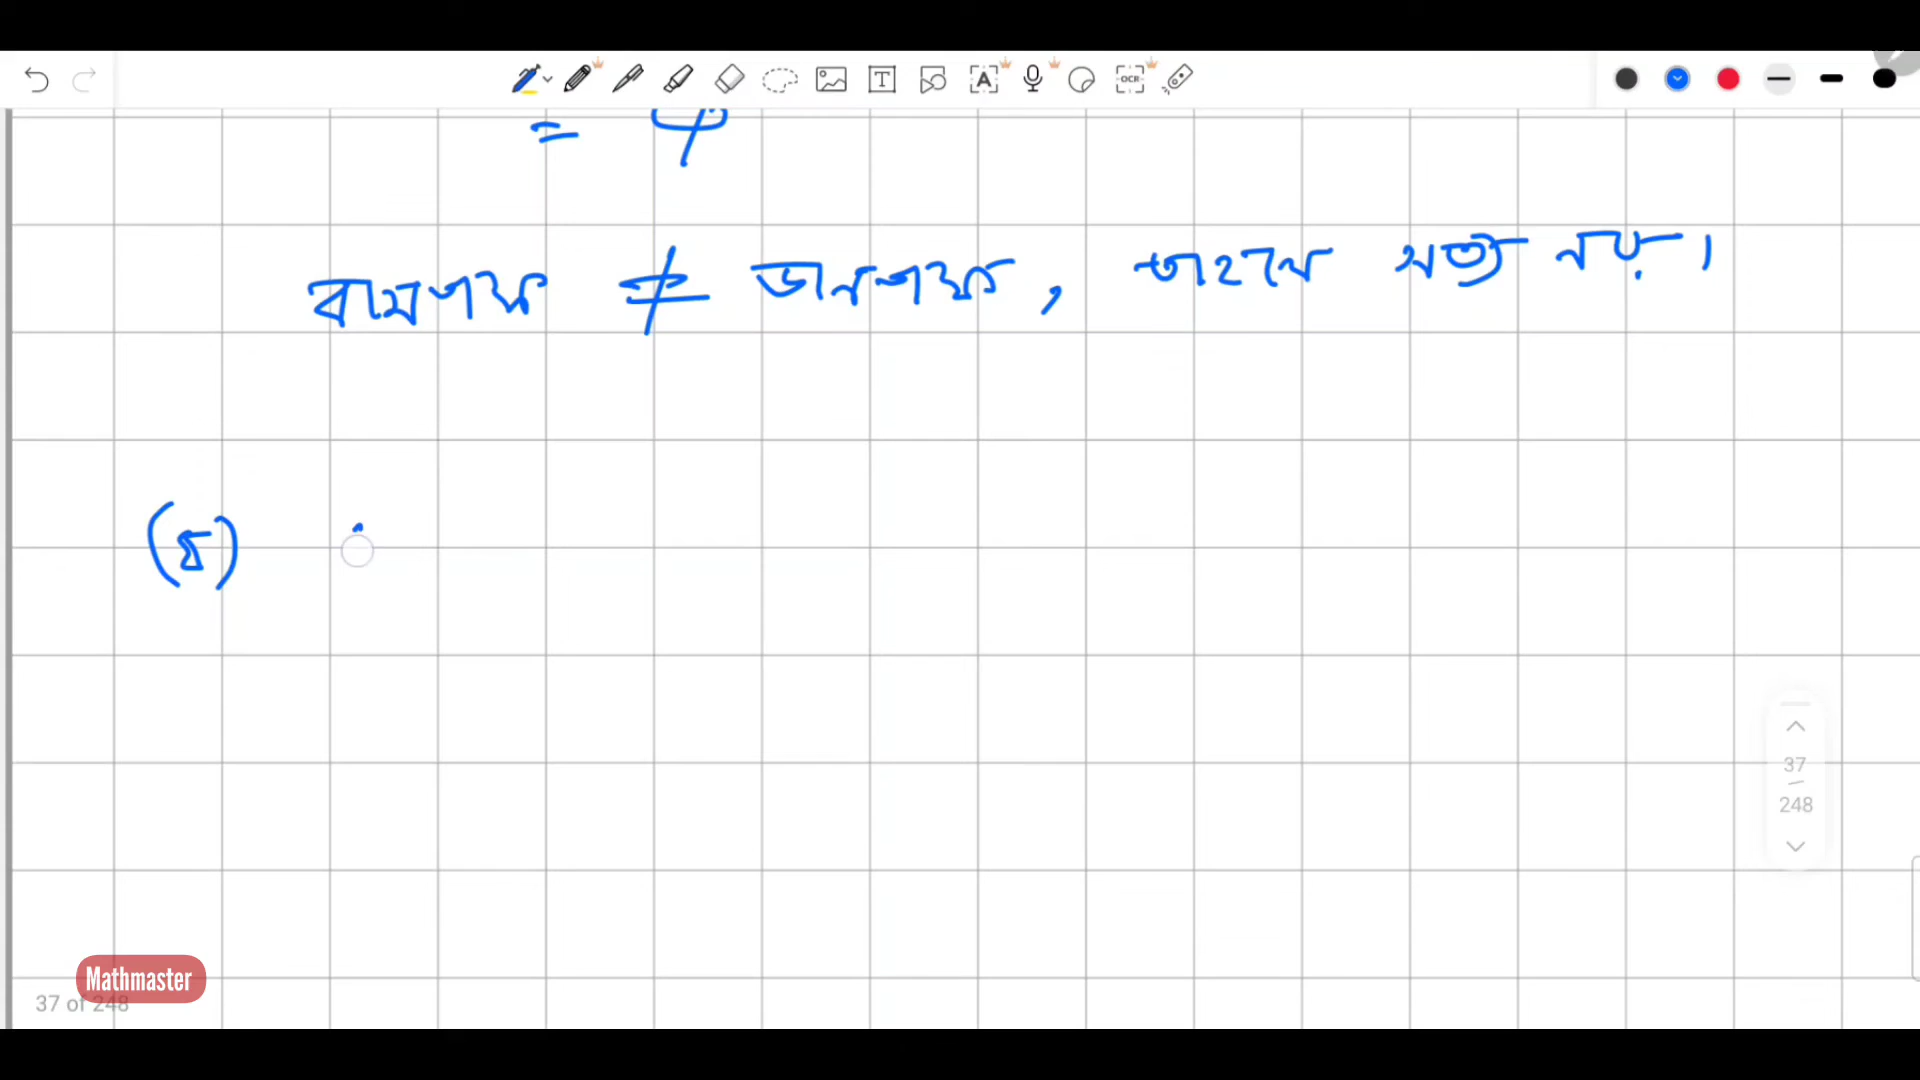 = φ
বামপক্ষ ≠ ডানপক্ষ, তাহলে সত্য নয়।
(চ)
37
248
Mathmaster
37 of 248